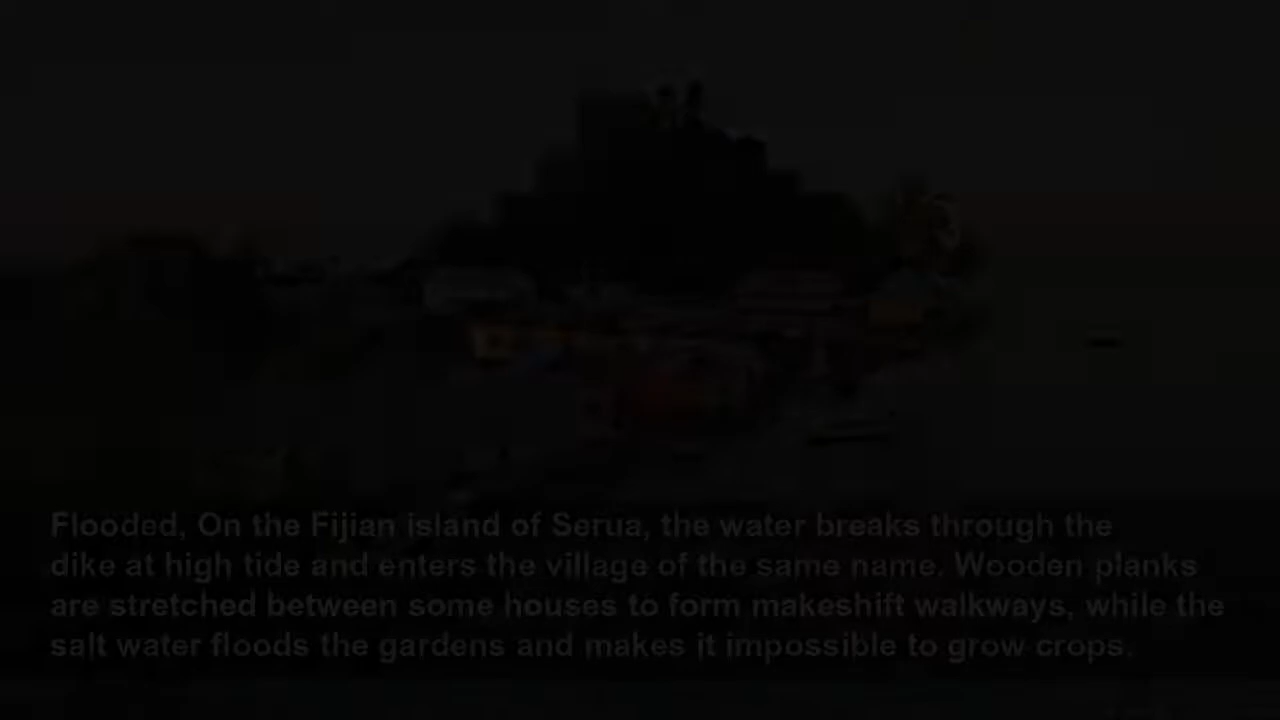 Flooded, On the Fijian island of Serua, the water breaks through the
dike at high tide and enters the village of the same name. Wooden planks
are stretched between some houses to form makeshift walkways, while the
salt water floods the gardens and makes it impossible to grow crops.